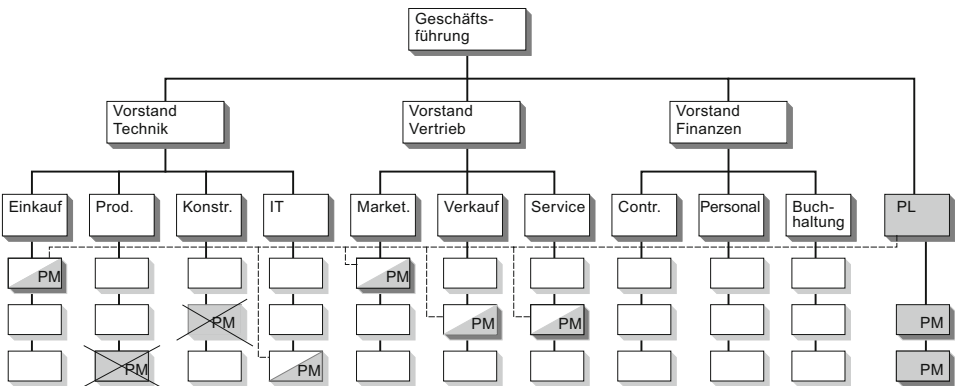 Geschäfts-
führung
Vorstand
Technik
Vorstand
Vertrieb
Vorstand
Finanzen
Einkauf
Prod.
Konstr.
IT
Market.
Verkauf
Service
Contr.
Personal
Buch-
haltung
PL
PM
PM
PM
PM
PM
PM
PM
PM
PM